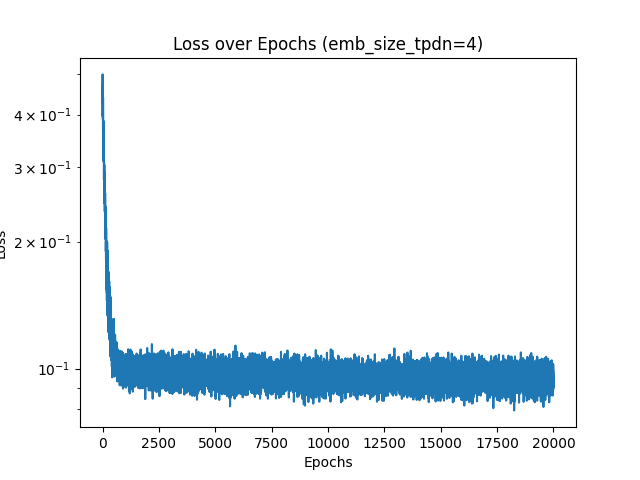 Loss over Epochs (emb_size_tpdn=4)
4 × 10⁻¹
3 × 10⁻¹
2 × 10⁻¹
10⁻¹
Loss
0 2500 5000 7500 10000 12500 15000 17500 20000
Epochs